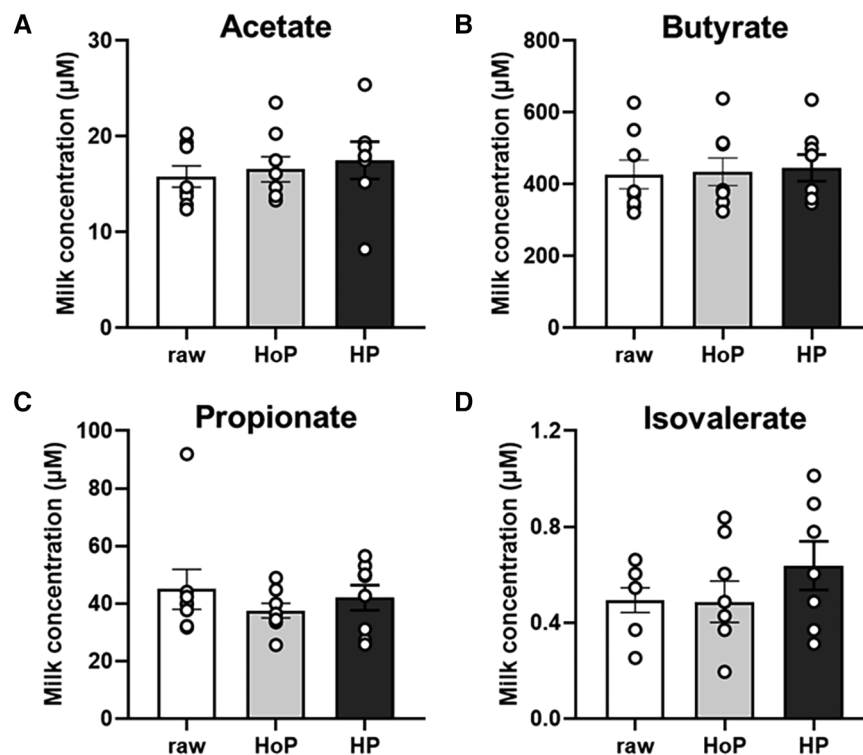 A
Acetate
Milk concentration (µM)
30
20
10
0
raw HoP HP
B
Butyrate
Milk concentration (µM)
800
600
400
200
0
raw HoP HP
C
Propionate
Milk concentration (µM)
100
80
60
40
20
0
raw HoP HP
D
Isovalerate
Milk concentration (µM)
1.2
0.8
0.4
0.0
raw HoP HP